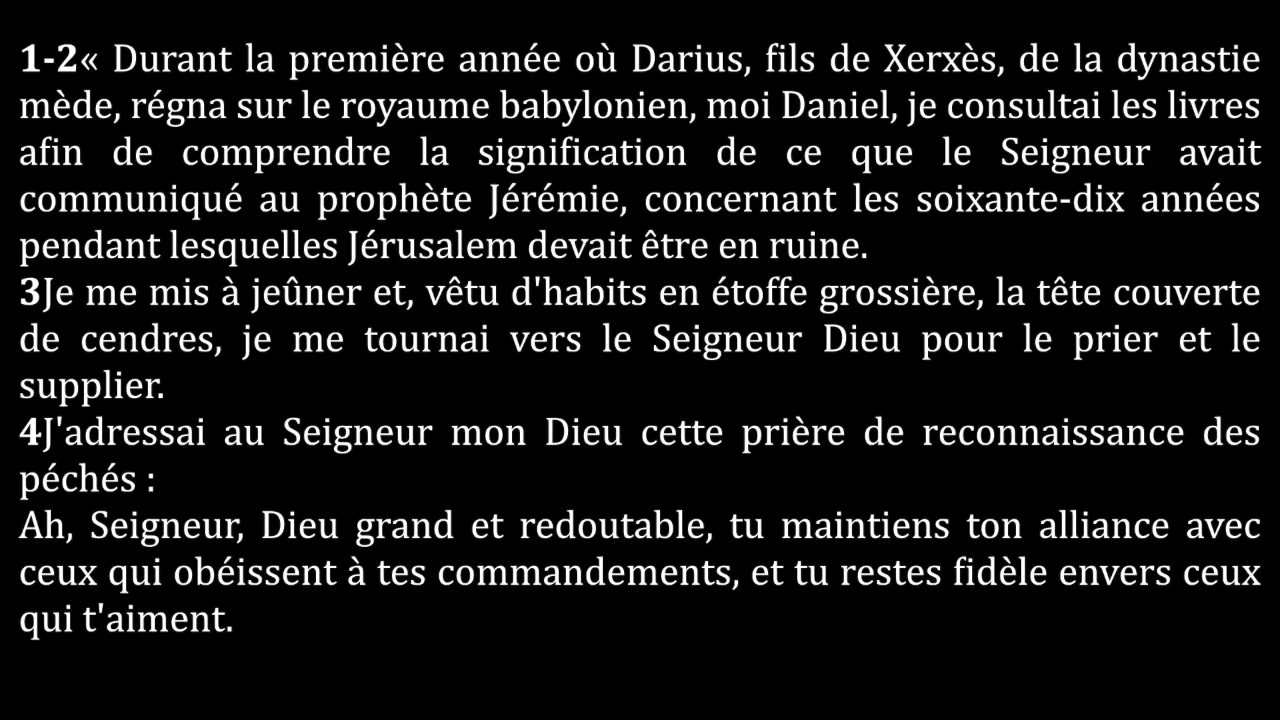 1-2« Durant la première année où Darius, fils de Xerxès, de la dynastie
mède, régna sur le royaume babylonien, moi Daniel, je consultai les livres
afin de comprendre la signification de ce que le Seigneur avait
communiqué au prophète Jérémie, concernant les soixante-dix années
pendant lesquelles Jérusalem devait être en ruine.
3Je me mis à jeûner et, vêtu d'habits en étoffe grossière, la tête couverte
de cendres, je me tournai vers le Seigneur Dieu pour le prier et le
supplier.
4J'adressai au Seigneur mon Dieu cette prière de reconnaissance des
péchés :
Ah, Seigneur, Dieu grand et redoutable, tu maintiens ton alliance avec
ceux qui obéissent à tes commandements, et tu restes fidèle envers ceux
qui t'aiment.